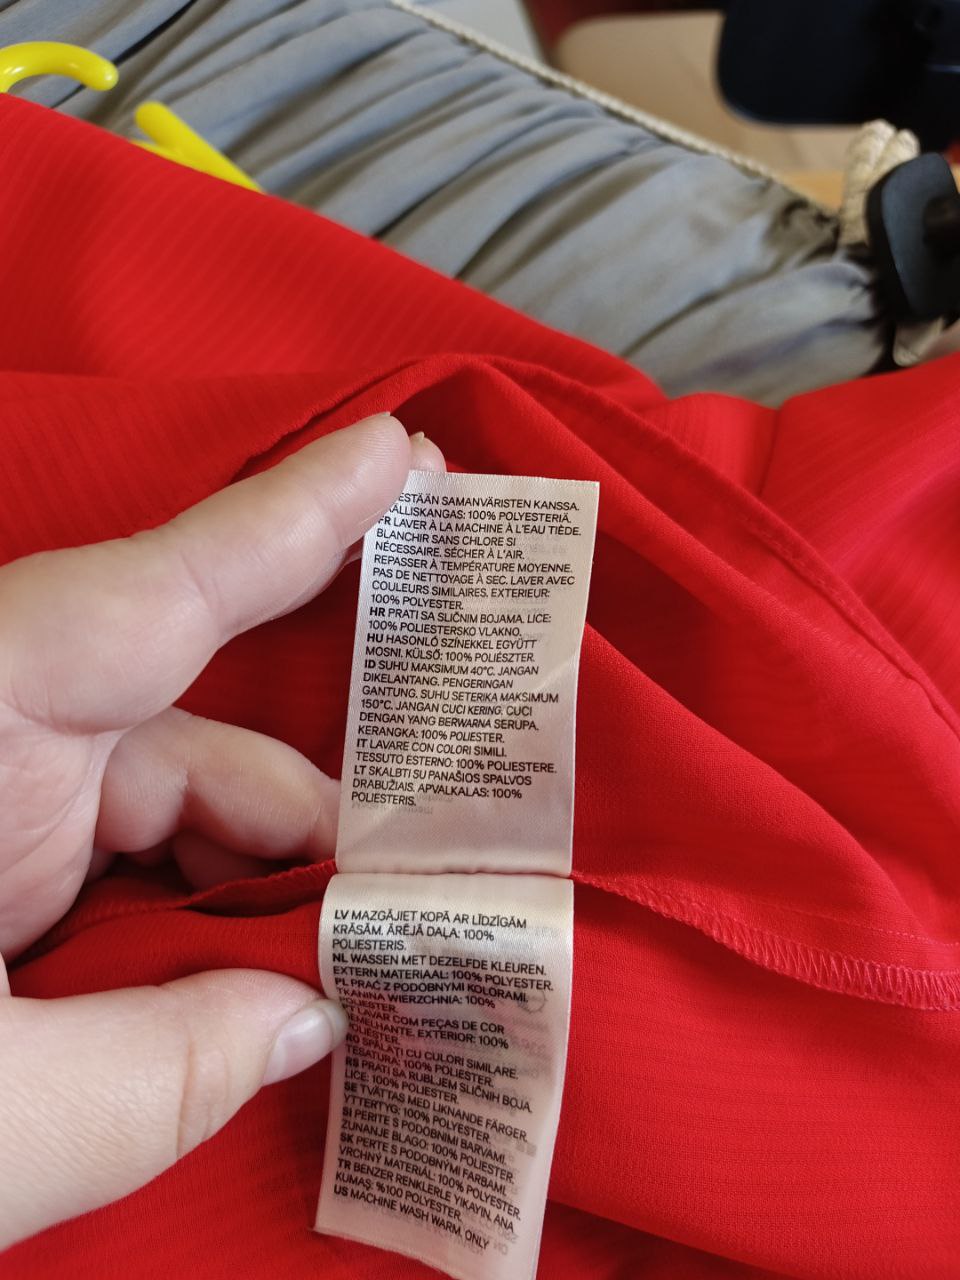 ESTÄÄN SAMANVÄRISTEN KANSSA.
ÄLLISKANGAS: 100% POLYESTERIÄ.
FR LAVER À LA MACHINE À L'EAU TIÈDE.
BLANCHIR SANS CHLORE SI
NÉCESSAIRE. SÉCHER À L'AIR.
REPASSER À TEMPÉRATURE MOYENNE.
PAS DE NETTOYAGE À SEC. LAVER AVEC
COULEURS SIMILAIRES. EXTERIEUR:
100% POLYESTER.
HR PRATI SA SLIČNIM BOJAMA. LICE:
100% POLIESTERSKO VLAKNO.
HU HASONLÓ SZÍNEKKEL EGYÜTT
MOSNI. KÜLSŐ: 100% POLIÉSZTER.
ID SUHU MAKSIMUM 40°C. JANGAN
DIKELANTANG. PENGERINGAN
GANTUNG. SUHU SETERIKA MAKSIMUM
150°C. JANGAN CUCI KERING. CUCI
DENGAN YANG BERWARNA SERUPA.
KERANGKA: 100% POLIESTER.
IT LAVARE CON COLORI SIMILI.
TESSUTO ESTERNO: 100% POLIESTERE.
LT SKALBTI SU PANAŠIOS SPALVOS
DRABUŽIAIS. APVALKALAS: 100%
POLIESTERIS.
LV MAZGĀJIET KOPĀ AR LĪDZĪGĀM
KRĀSĀM. ĀRĒJĀ DAĻA: 100%
POLIESTERIS.
NL WASSEN MET DEZELFDE KLEUREN.
EXTERN MATERIAAL: 100% POLYESTER.
PL PRAĆ Z PODOBNYMI KOLORAMI.
TKANINA WIERZCHNIA: 100%
POLIESTER.
PT LAVAR COM PEÇAS DE COR
SEMELHANTE. EXTERIOR: 100%
POLIÉSTER.
RO SPĂLAȚI CU CULORI SIMILARE.
TESATURA: 100% POLIESTER.
RS PRATI SA RUBLJEM SLIČNIH BOJA.
LICE: 100% POLIESTER.
SE TVÄTTAS MED LIKNANDE FÄRGER.
YTTERTYG: 100% POLYESTER.
SI PERITE S PODOBNIMI BARVAMI.
ZUNANJE BLAGO: 100% POLIESTER.
SK PERTE S PODOBNÝMI FARBAMI.
VRCHNÝ MATERIÁL: 100% POLYESTER.
TR BENZER RENKLERLE YIKAYIN. ANA
KUMAŞ: %100 POLYESTER.
US MACHINE WASH WARM. ONLY